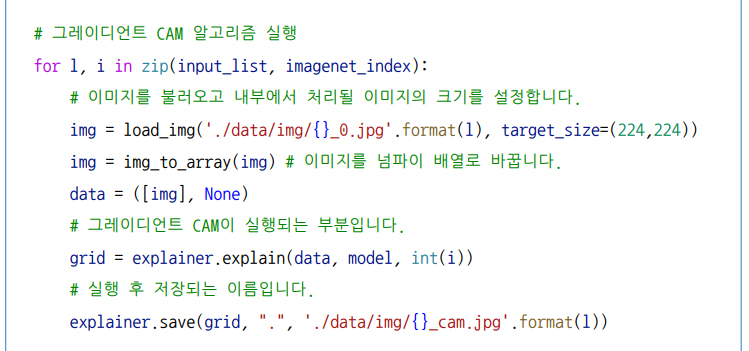 # 그레이디언트 CAM 알고리즘 실행
for l, i in zip(input_list, imagenet_index):
# 이미지를 불러오고 내부에서 처리될 이미지의 크기를 설정합니다.
img = load_img('./data/img/{}_0.jpg'.format(l), target_size=(224,224))
img = img_to_array(img) # 이미지를 넘파이 배열로 바꿉니다.
data = ([img], None)
# 그레이디언트 CAM이 실행되는 부분입니다.
grid = explainer.explain(data, model, int(i))
# 실행 후 저장되는 이름입니다.
explainer.save(grid, ".", './data/img/{}_cam.jpg'.format(l))